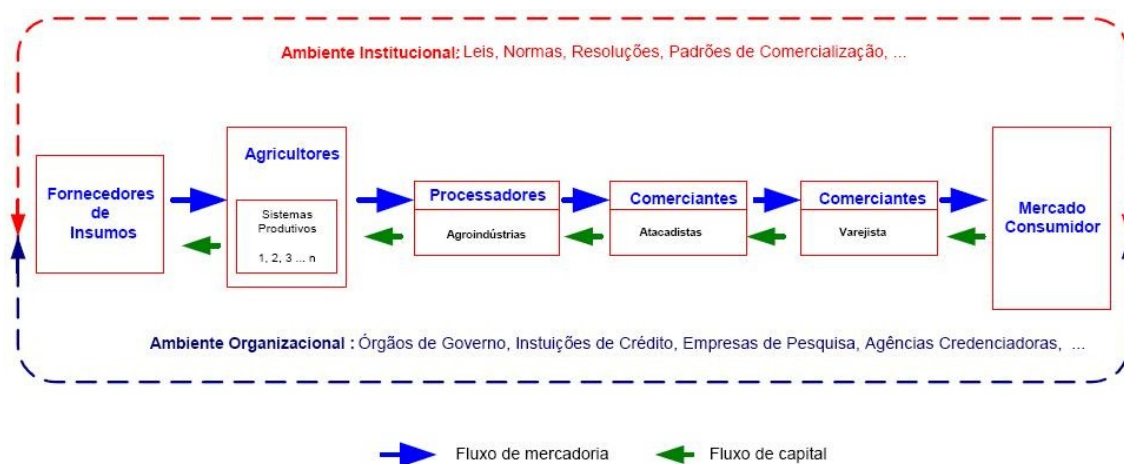 Ambiente Institucional: Leis, Normas, Resoluções, Padrões de Comercialização, ...
Fornecedores
de
Insumos
Agricultores
Sistemas
Produtivos
1, 2, 3 ... n
Processadores
Agroindústrias
Comerciantes
Atacadistas
Comerciantes
Varejista
Mercado
Consumidor
Ambiente Organizacional : Órgãos de Governo, Instuições de Crédito, Empresas de Pesquisa, Agências Credenciadoras, ...
Fluxo de mercadoria
Fluxo de capital